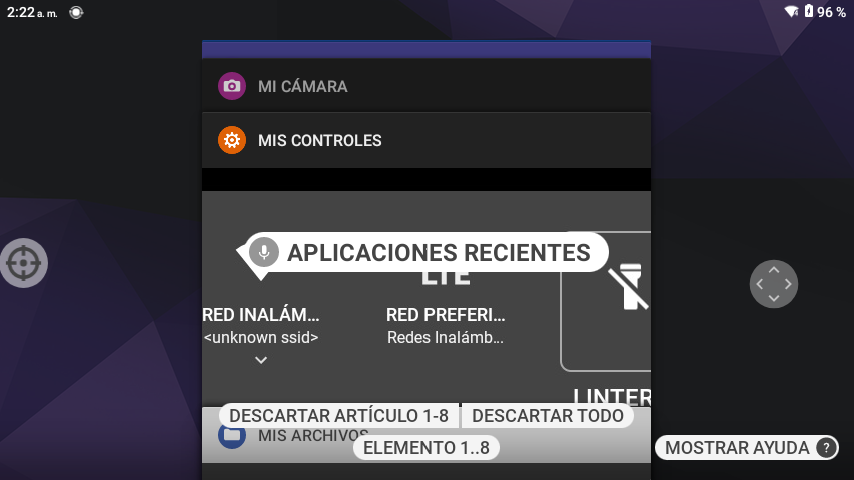 2:22 a. m.
96 %
MI CÁMARA
MIS CONTROLES
APLICACIONES RECIENTES
LTE
RED INALÁM...
RED PREFERI...
<unknown ssid>
Redes Inalámb...
LINTER
DESCARTAR ARTÍCULO 1-8
DESCARTAR TODO
MIS ARCHIVOS
ELEMENTO 1..8
MOSTRAR AYUDA ?